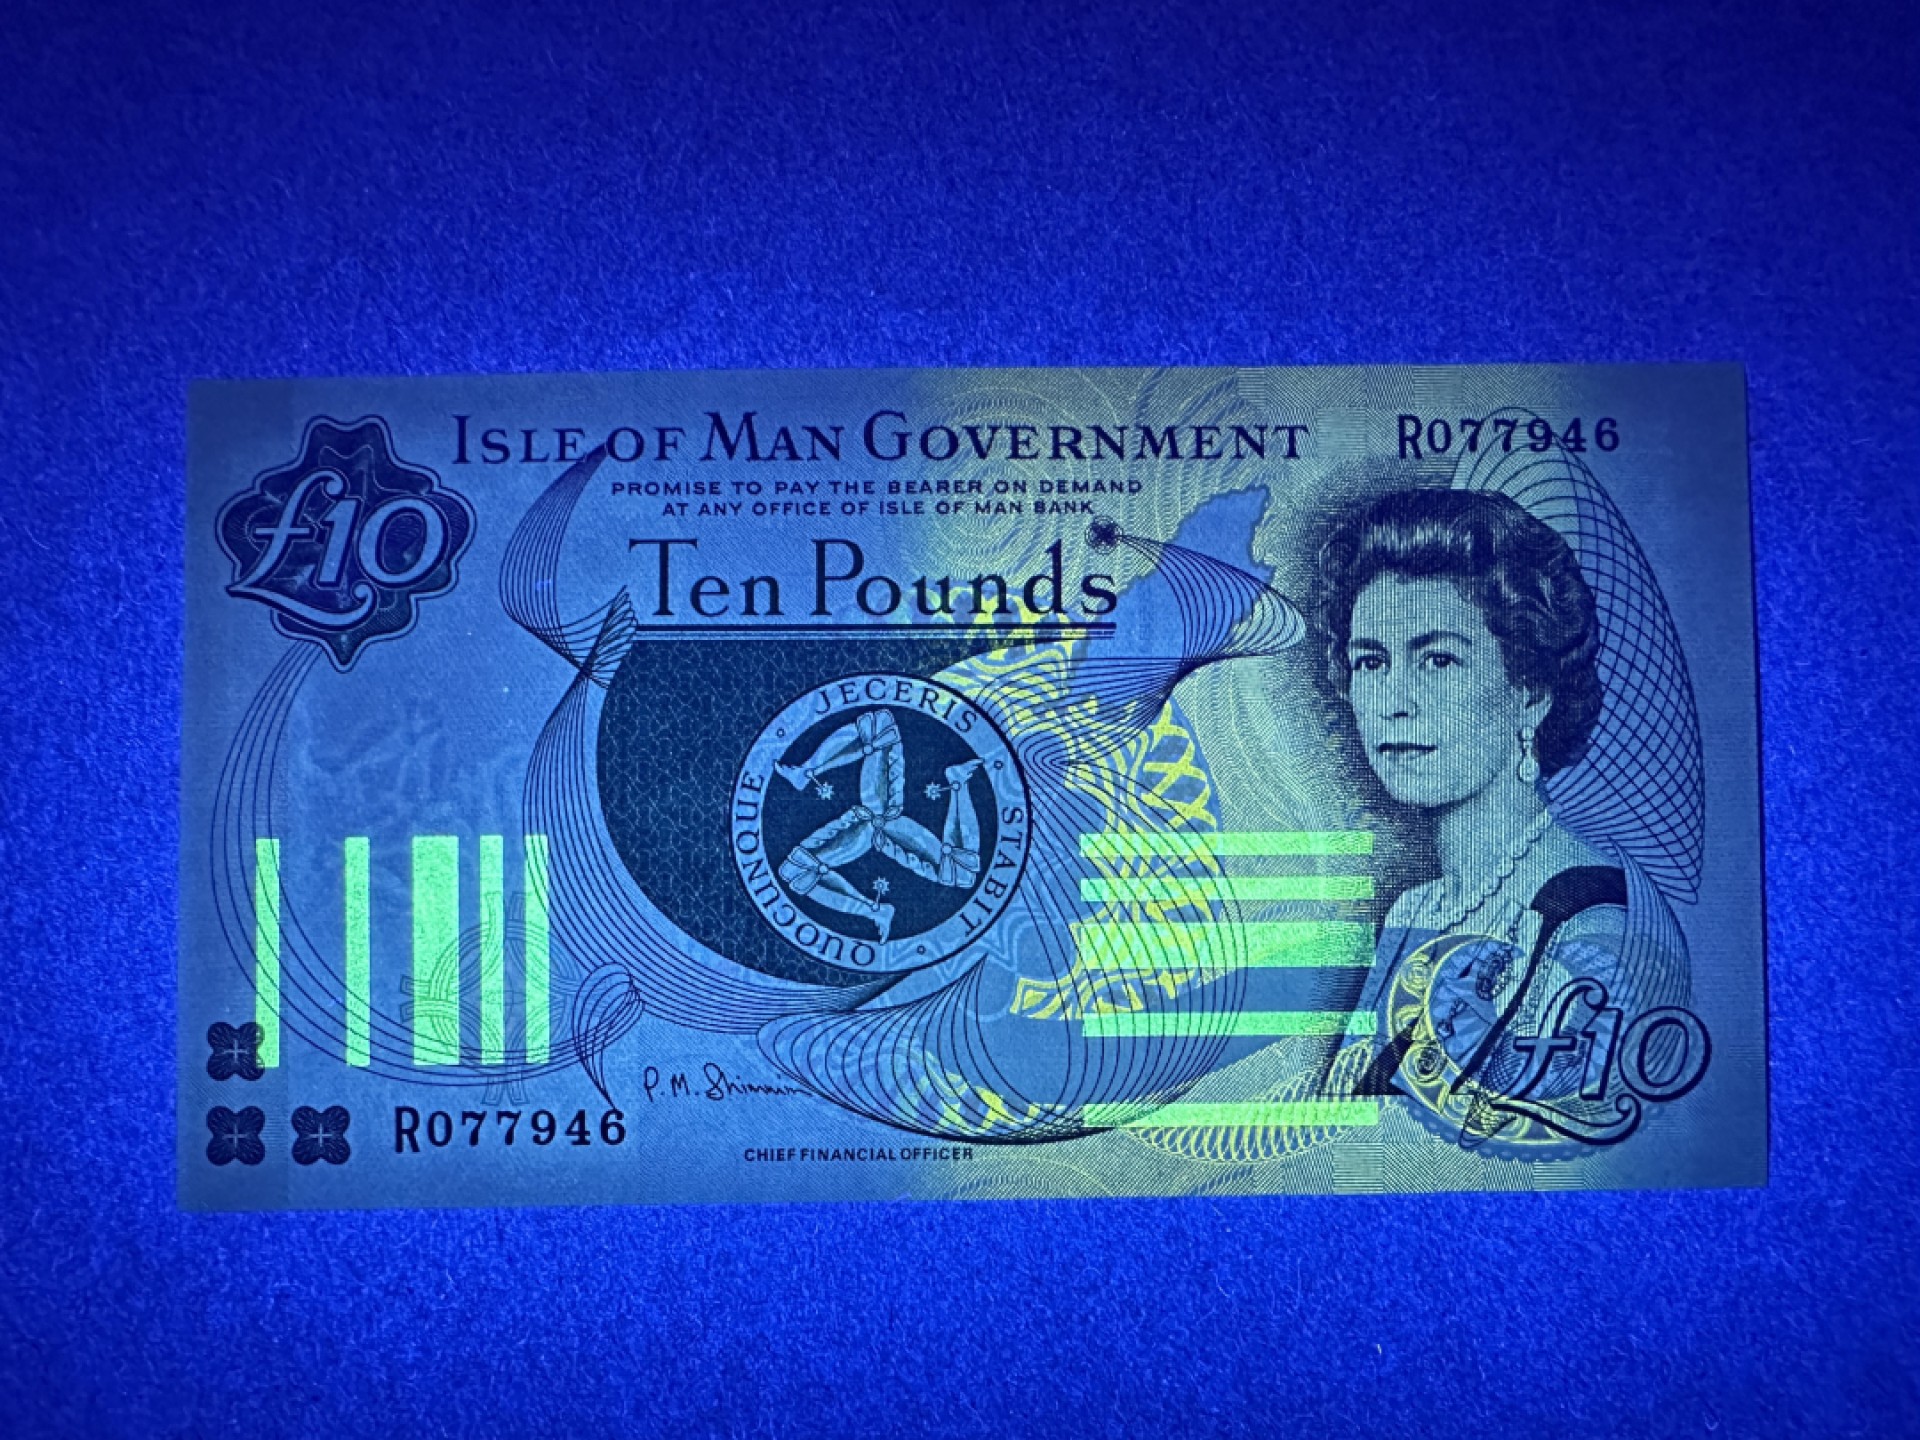 ISLE OF MAN GOVERNMENT
R077946
PROMISE TO PAY THE BEARER ON DEMAND
AT ANY OFFICE OF ISLE OF MAN BANK
£10
Ten Pounds
QUOCUNQUE · JECERIS · STABIT ·
£10
P. M. Shimmin
R077946
CHIEF FINANCIAL OFFICER